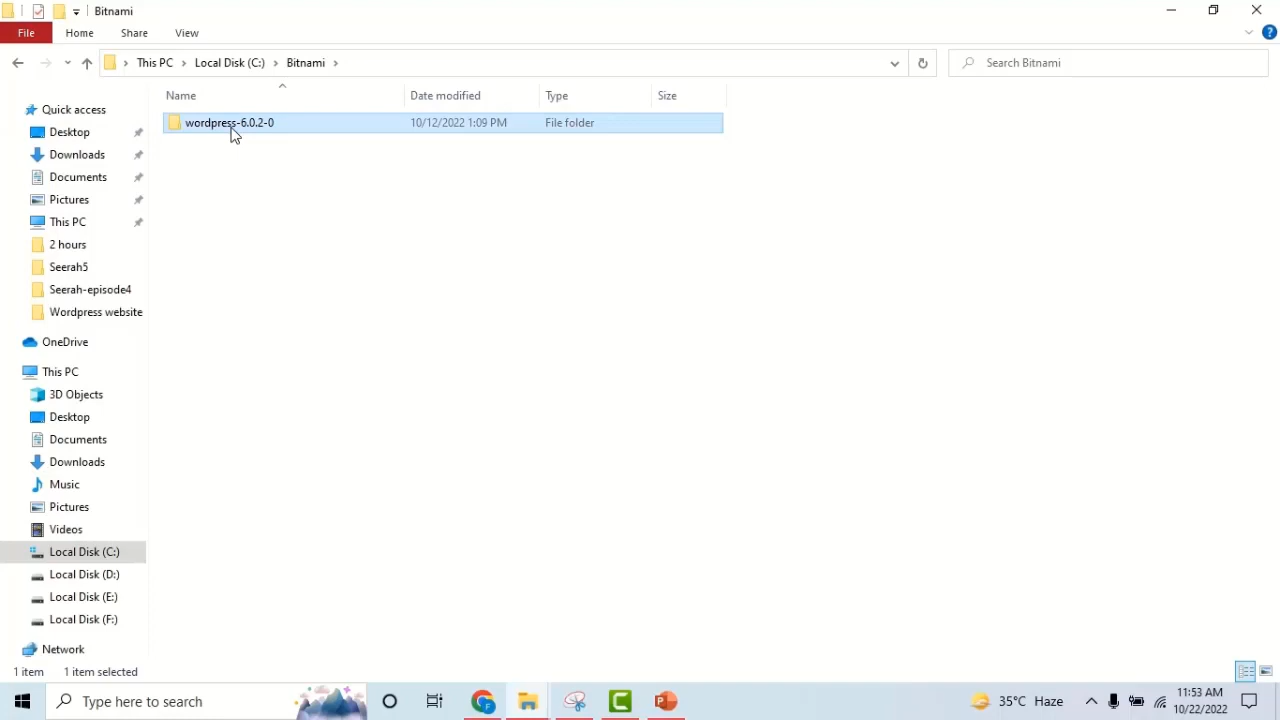 Bitnami
File Home Share View
This PC Local Disk (C:) Bitnami Search Bitnami
Name Date modified Type Size
wordpress-6.0.2-0 10/12/2022 1:09 PM File folder
Quick access
Desktop
Downloads
Documents
Pictures
This PC
2 hours
Seerah5
Seerah-episode4
Wordpress website
OneDrive
This PC
3D Objects
Desktop
Documents
Downloads
Music
Pictures
Videos
Local Disk (C:)
Local Disk (D:)
Local Disk (E:)
Local Disk (F:)
Network
1 item 1 item selected
Type here to search
35°C Haze
11:53 AM
10/22/2022